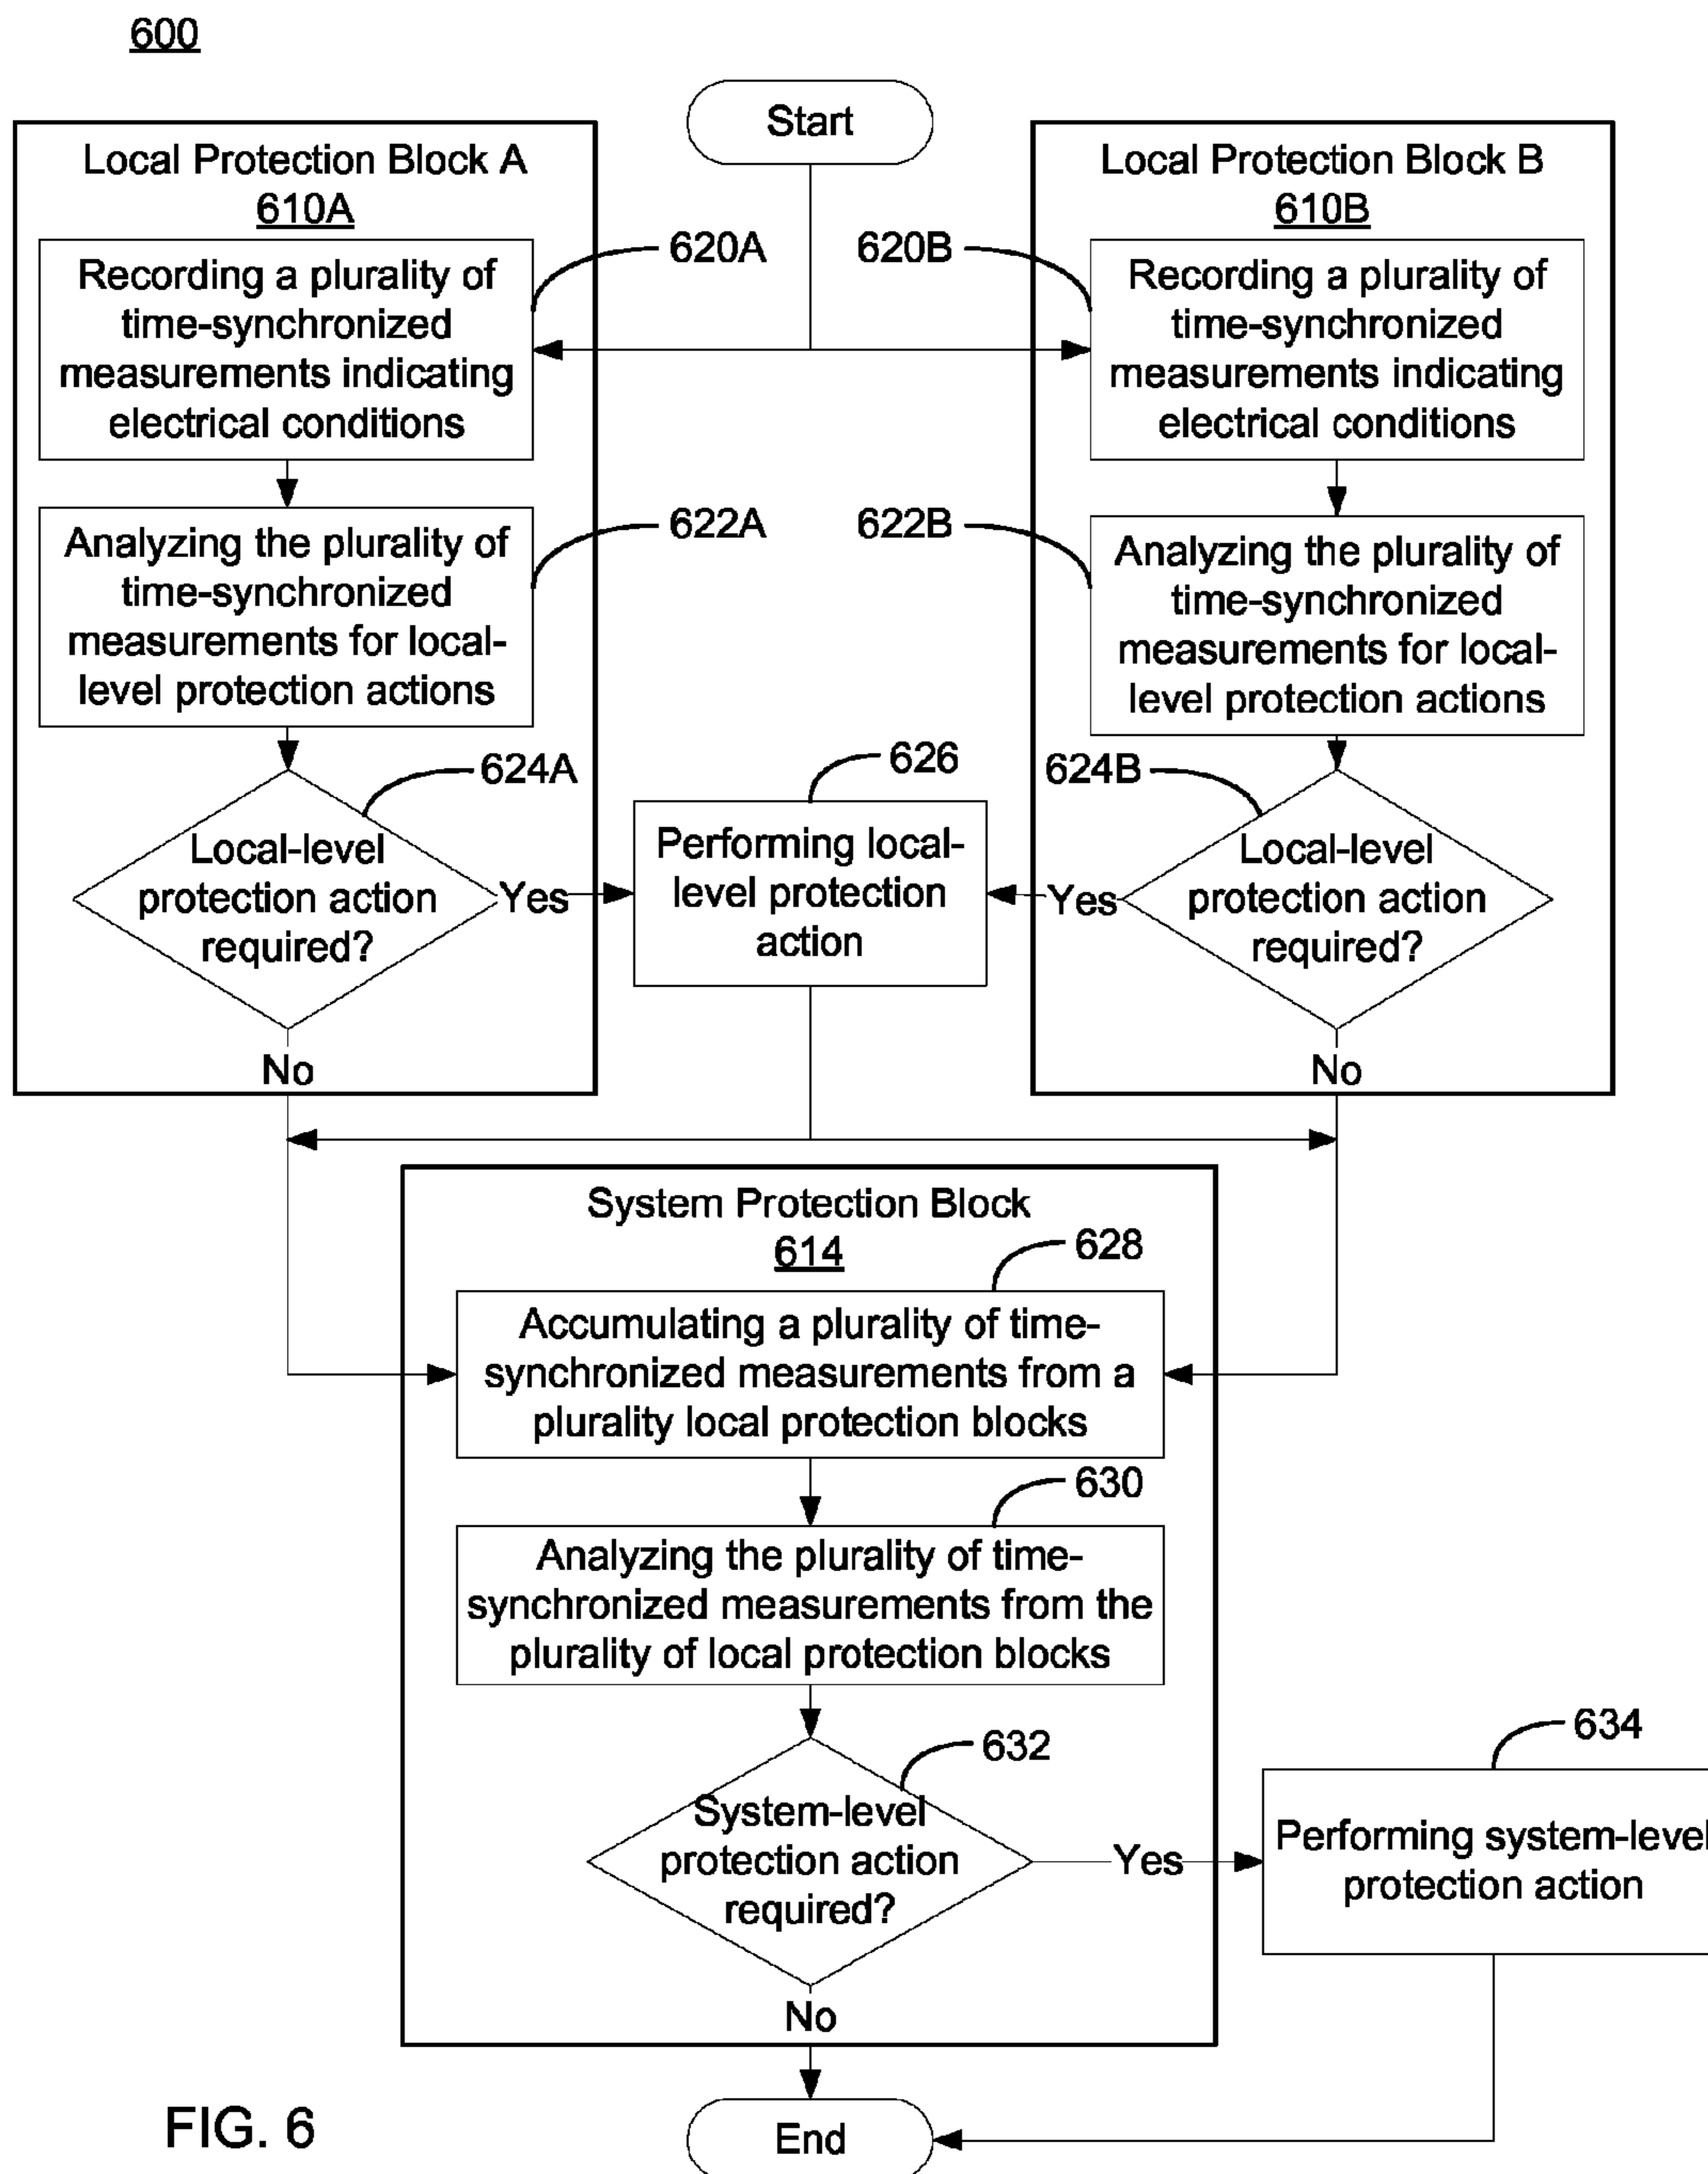 600
Start
Local Protection Block A
610A
Local Protection Block B
610B
620A
620B
Recording a plurality of
time-synchronized
measurements indicating
electrical conditions
Recording a plurality of
time-synchronized
measurements indicating
electrical conditions
622A
622B
Analyzing the plurality of
time-synchronized
measurements for local-
level protection actions
Analyzing the plurality of
time-synchronized
measurements for local-
level protection actions
624A
626
624B
Local-level
protection action
required?
Yes
Performing local-
level protection
action
Yes
Local-level
protection action
required?
No
No
System Protection Block
614
628
Accumulating a plurality of time-
synchronized measurements from a
plurality local protection blocks
630
Analyzing the plurality of time-
synchronized measurements from the
plurality of local protection blocks
632
634
System-level
protection action
required?
Yes
Performing system-level
protection action
No
End
FIG. 6